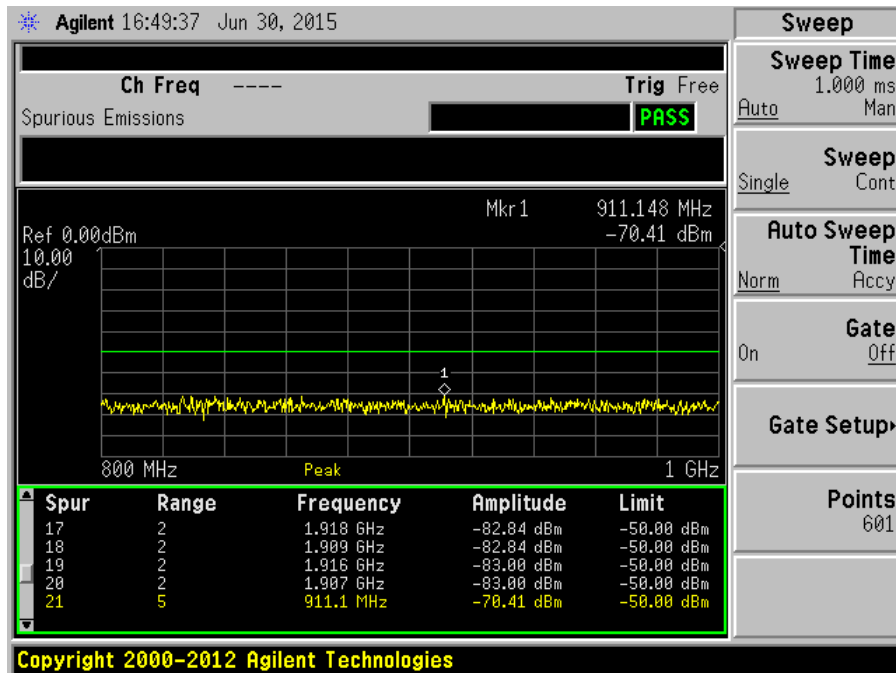 Agilent 16:49:37 Jun 30, 2015
Ch Freq ---- Trig Free
Spurious Emissions PASS
Mkr1 911.148 MHz
Ref 0.00dBm -70.41 dBm
10.00
dB/
1
800 MHz Peak 1 GHz
Spur Range Frequency Amplitude Limit
17 2 1.918 GHz -82.84 dBm -50.00 dBm
18 2 1.909 GHz -82.84 dBm -50.00 dBm
19 2 1.916 GHz -83.00 dBm -50.00 dBm
20 2 1.907 GHz -83.00 dBm -50.00 dBm
21 5 911.1 MHz -70.41 dBm -50.00 dBm
Copyright 2000-2012 Agilent Technologies
Sweep
Sweep Time
1.000 ms
Auto Man
Sweep
Single Cont
Auto Sweep
Time
Norm Accy
Gate
On Off
Gate Setup
Points
601